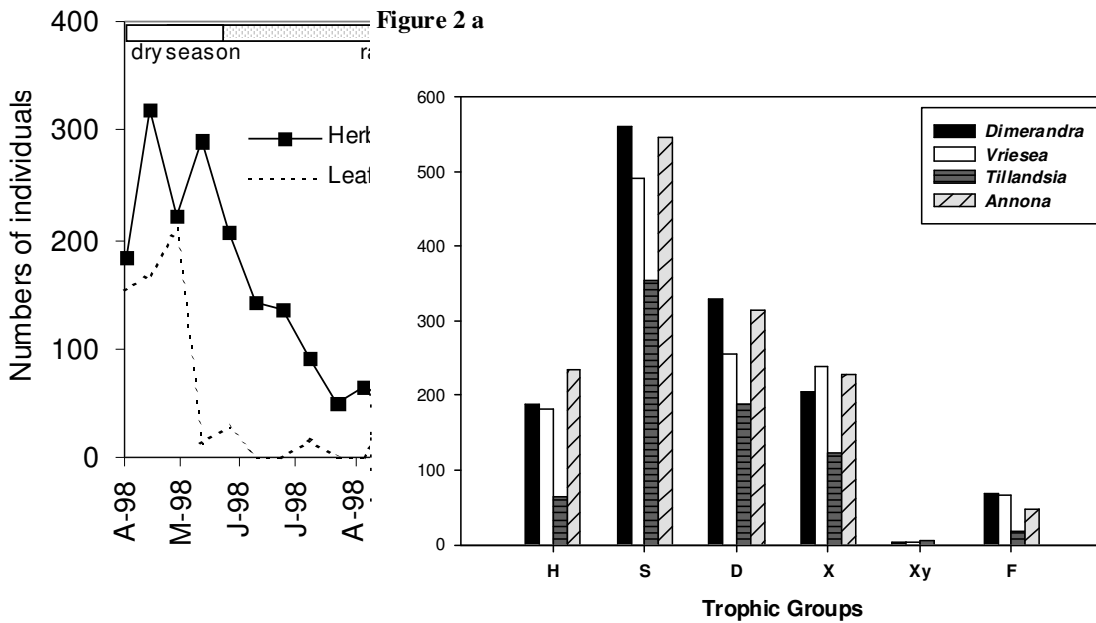 Figure 2 a
400
300
200
100
0
Numbers of individuals
dry season
ra
Herb
Leaf
A-98
M-98
J-98
J-98
A-98
600
500
400
300
200
100
0
Dimerandra
Vriesea
Tillandsia
Annona
H S D X Xy F
Trophic Groups